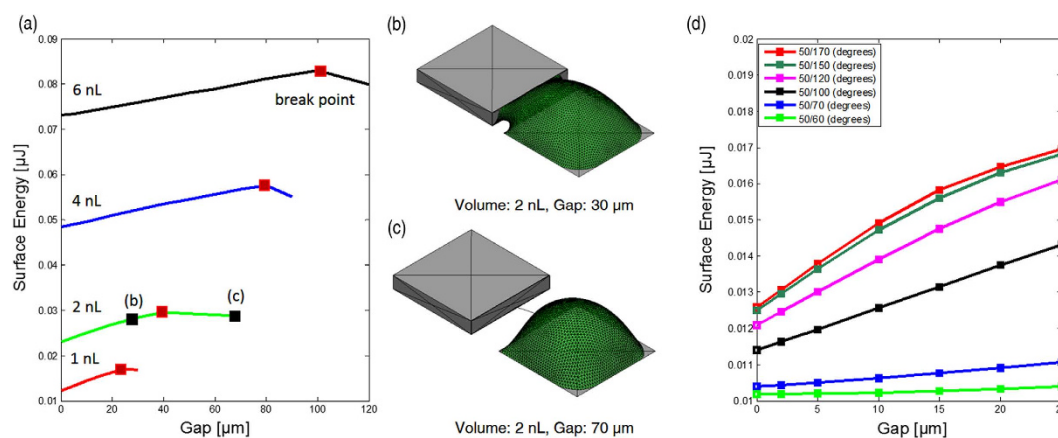 (a)
0.09
0.08
0.07
0.06
0.05
0.04
0.03
0.02
0.01
Surface Energy [µJ]
6 nL
break point
4 nL
2 nL
(b)
(c)
1 nL
0
20
40
60
80
100
120
Gap [µm]
(b)
Volume: 2 nL, Gap: 30 µm
(c)
Volume: 2 nL, Gap: 70 µm
(d)
0.02
0.019
0.018
0.017
0.016
0.015
0.014
0.013
0.012
0.011
0.01
Surface Energy [µJ]
50/170 (degrees)
50/150 (degrees)
50/120 (degrees)
50/100 (degrees)
50/70 (degrees)
50/60 (degrees)
0
5
10
15
20
Gap [µm]